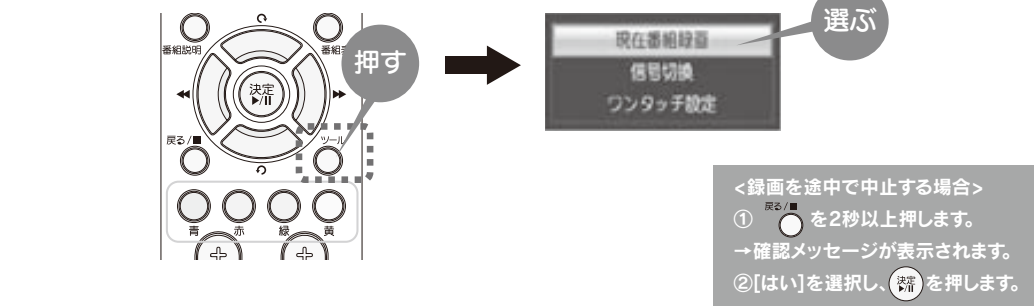 番組説明
番組
押す
決定
▶/II
◀◀
▶▶
戻る/■
ツール
青
赤
緑
黄
選ぶ
現在番組録画
信号切換
ワンタッチ設定
<録画を途中で中止する場合>
① 戻る/■ を2秒以上押します。
→確認メッセージが表示されます。
②[はい]を選択し、決定 ▶/II を押します。